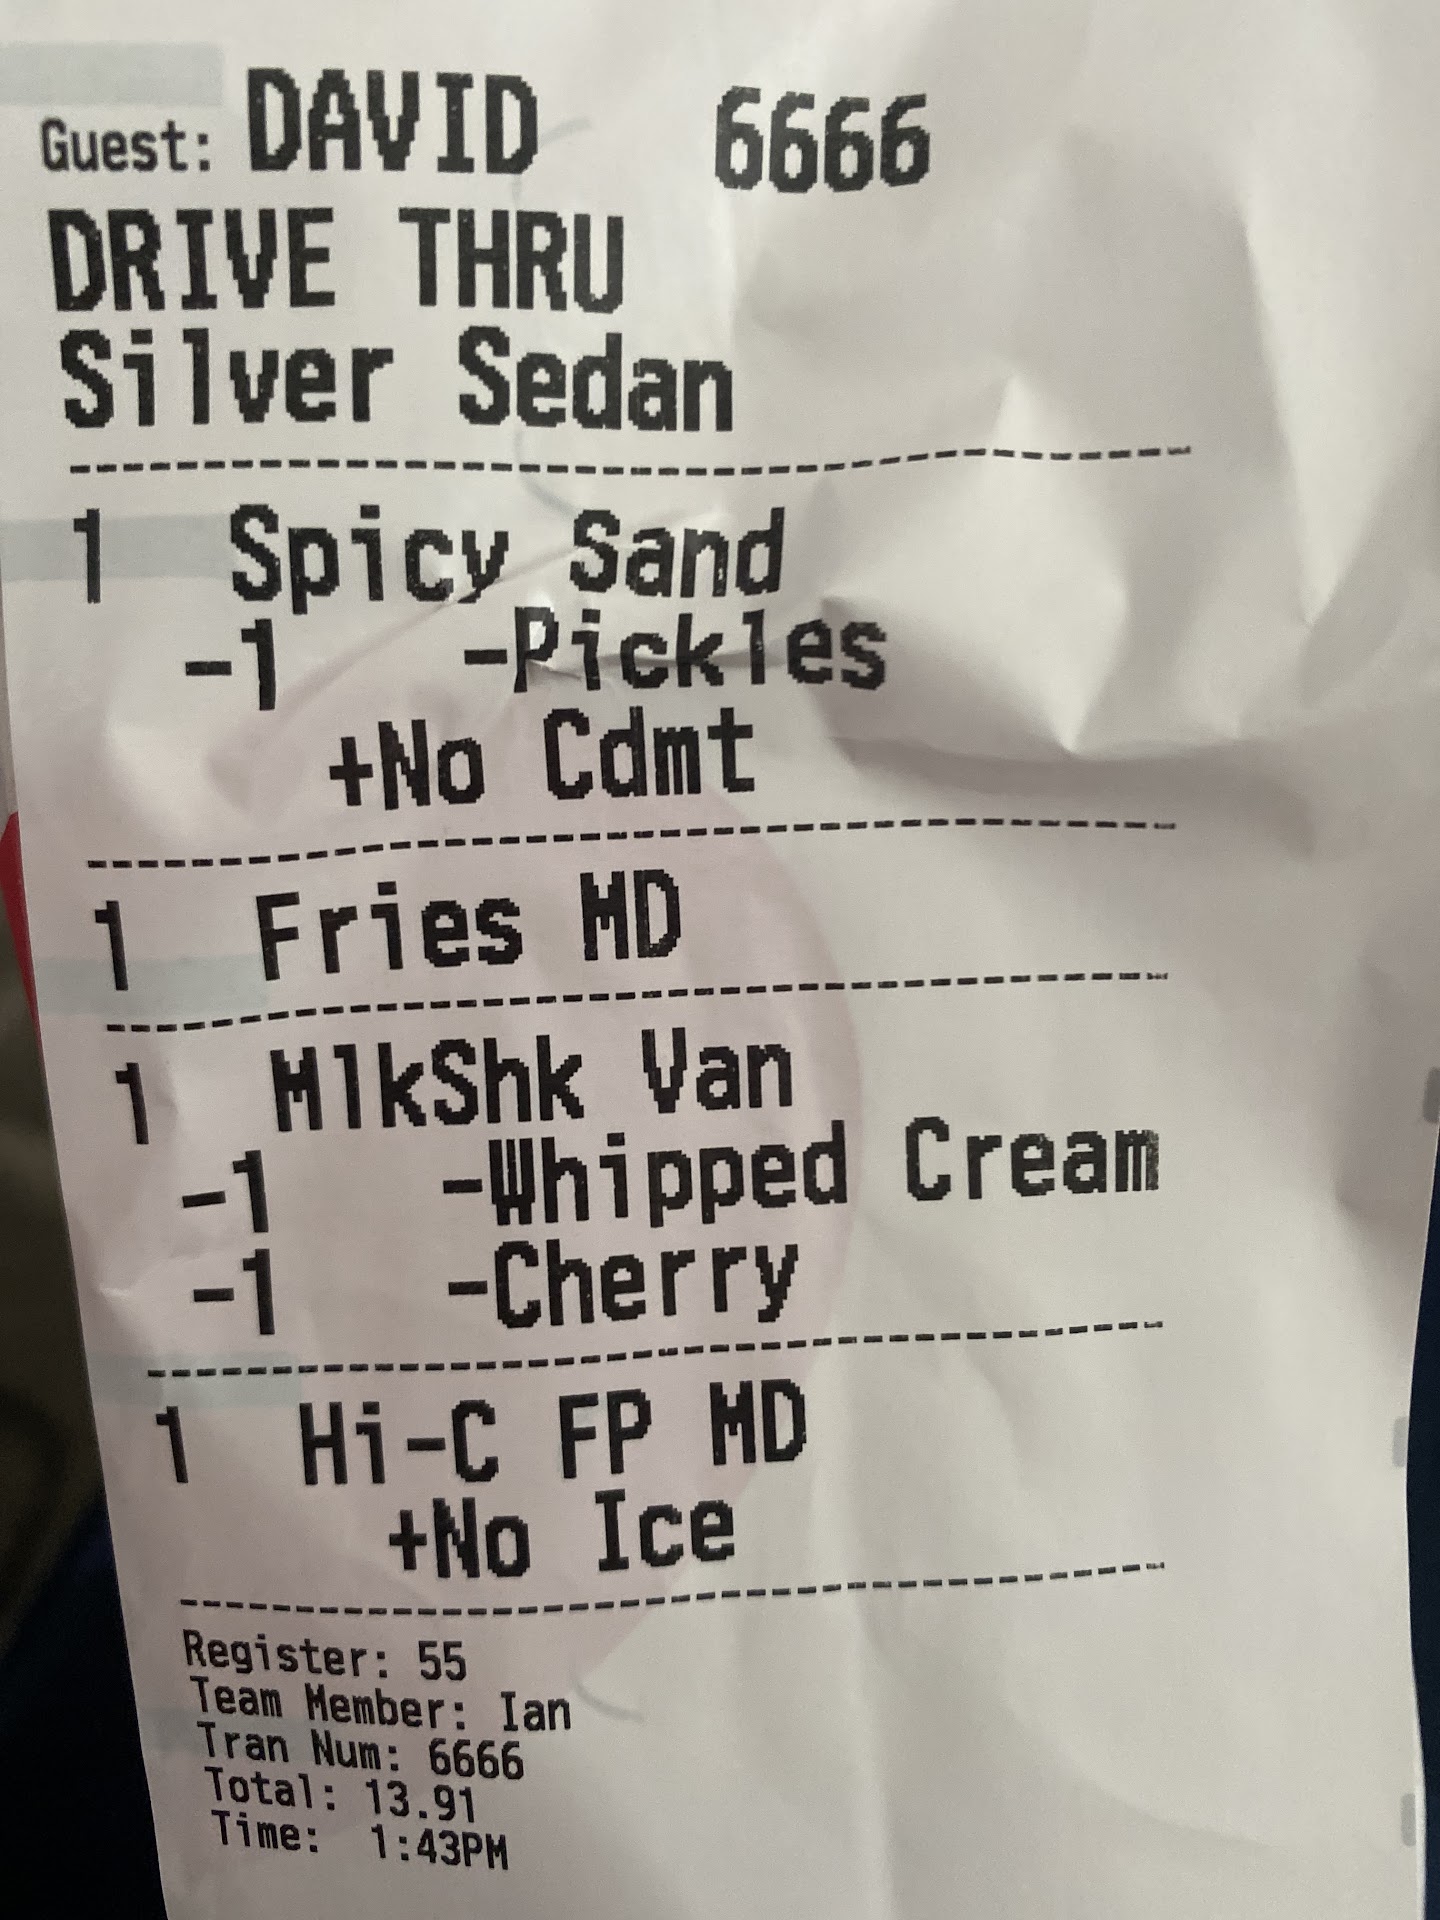 Guest: DAVID 6666
DRIVE THRU
Silver Sedan
1 Spicy Sand
-1 -Pickles
+No Cdmt
1 Fries MD
1 MlkShk Van
-1 -Whipped Cream
-1 -Cherry
1 Hi-C FP MD
+No Ice
Register: 55
Team Member: Ian
Tran Num: 6666
Total: 13.91
Time: 1:43PM